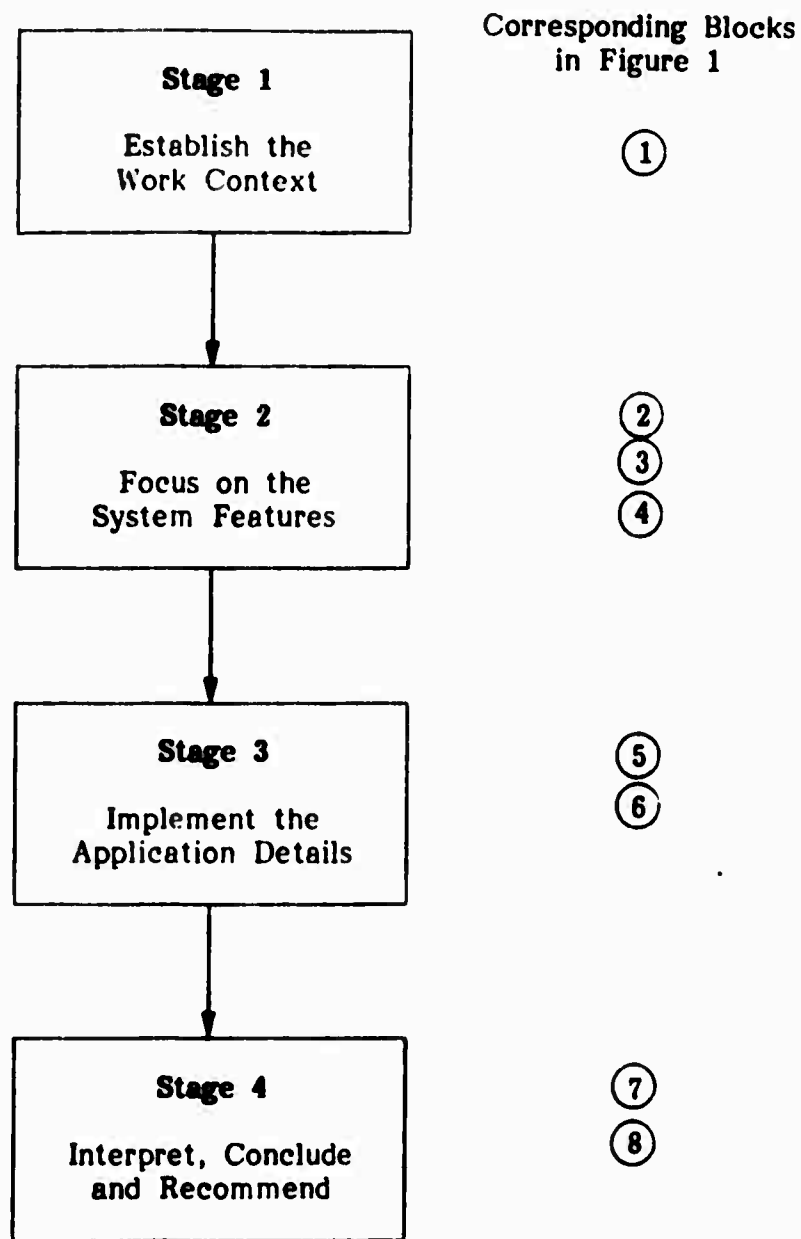 Corresponding Blocks
in Figure 1
Stage 1
Establish the
Work Context
1
Stage 2
Focus on the
System Features
2
3
4
Stage 3
Implement the
Application Details
5
6
Stage 4
Interpret, Conclude
and Recommend
7
8